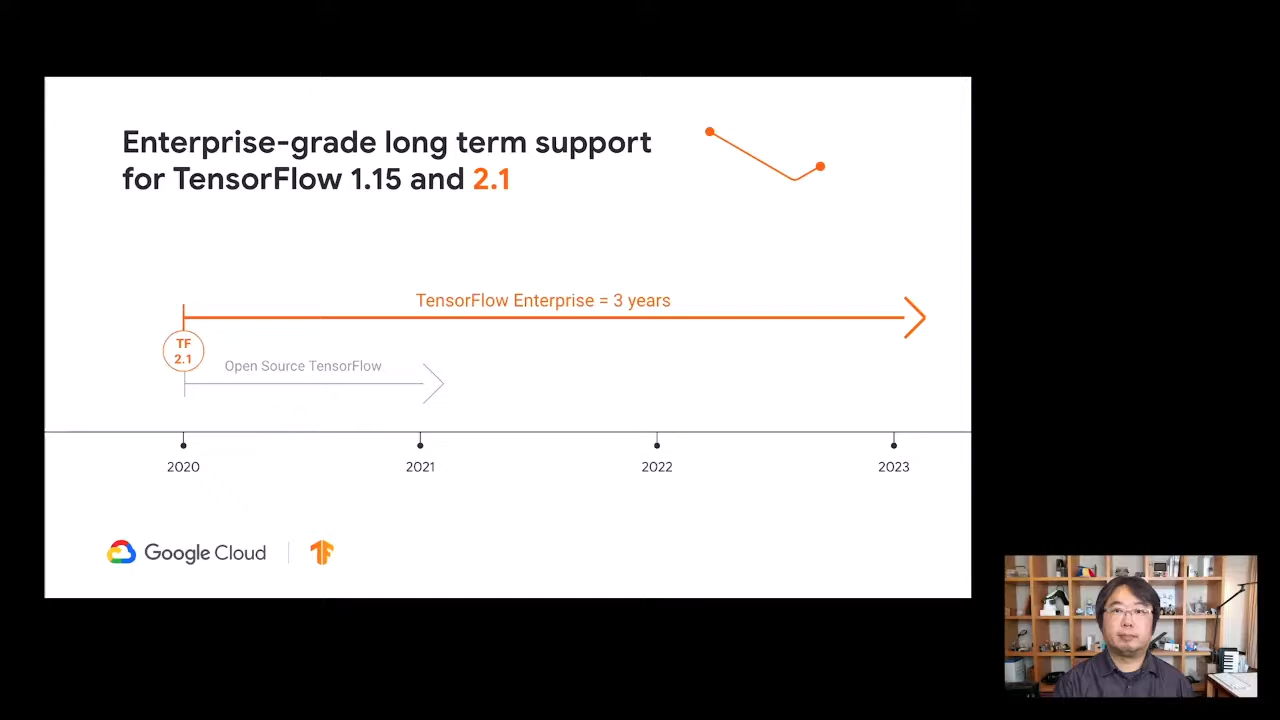 Enterprise-grade long term support
for TensorFlow 1.15 and 2.1
TensorFlow Enterprise = 3 years
TF
2.1
Open Source TensorFlow
2020
2021
2022
2023
Google Cloud